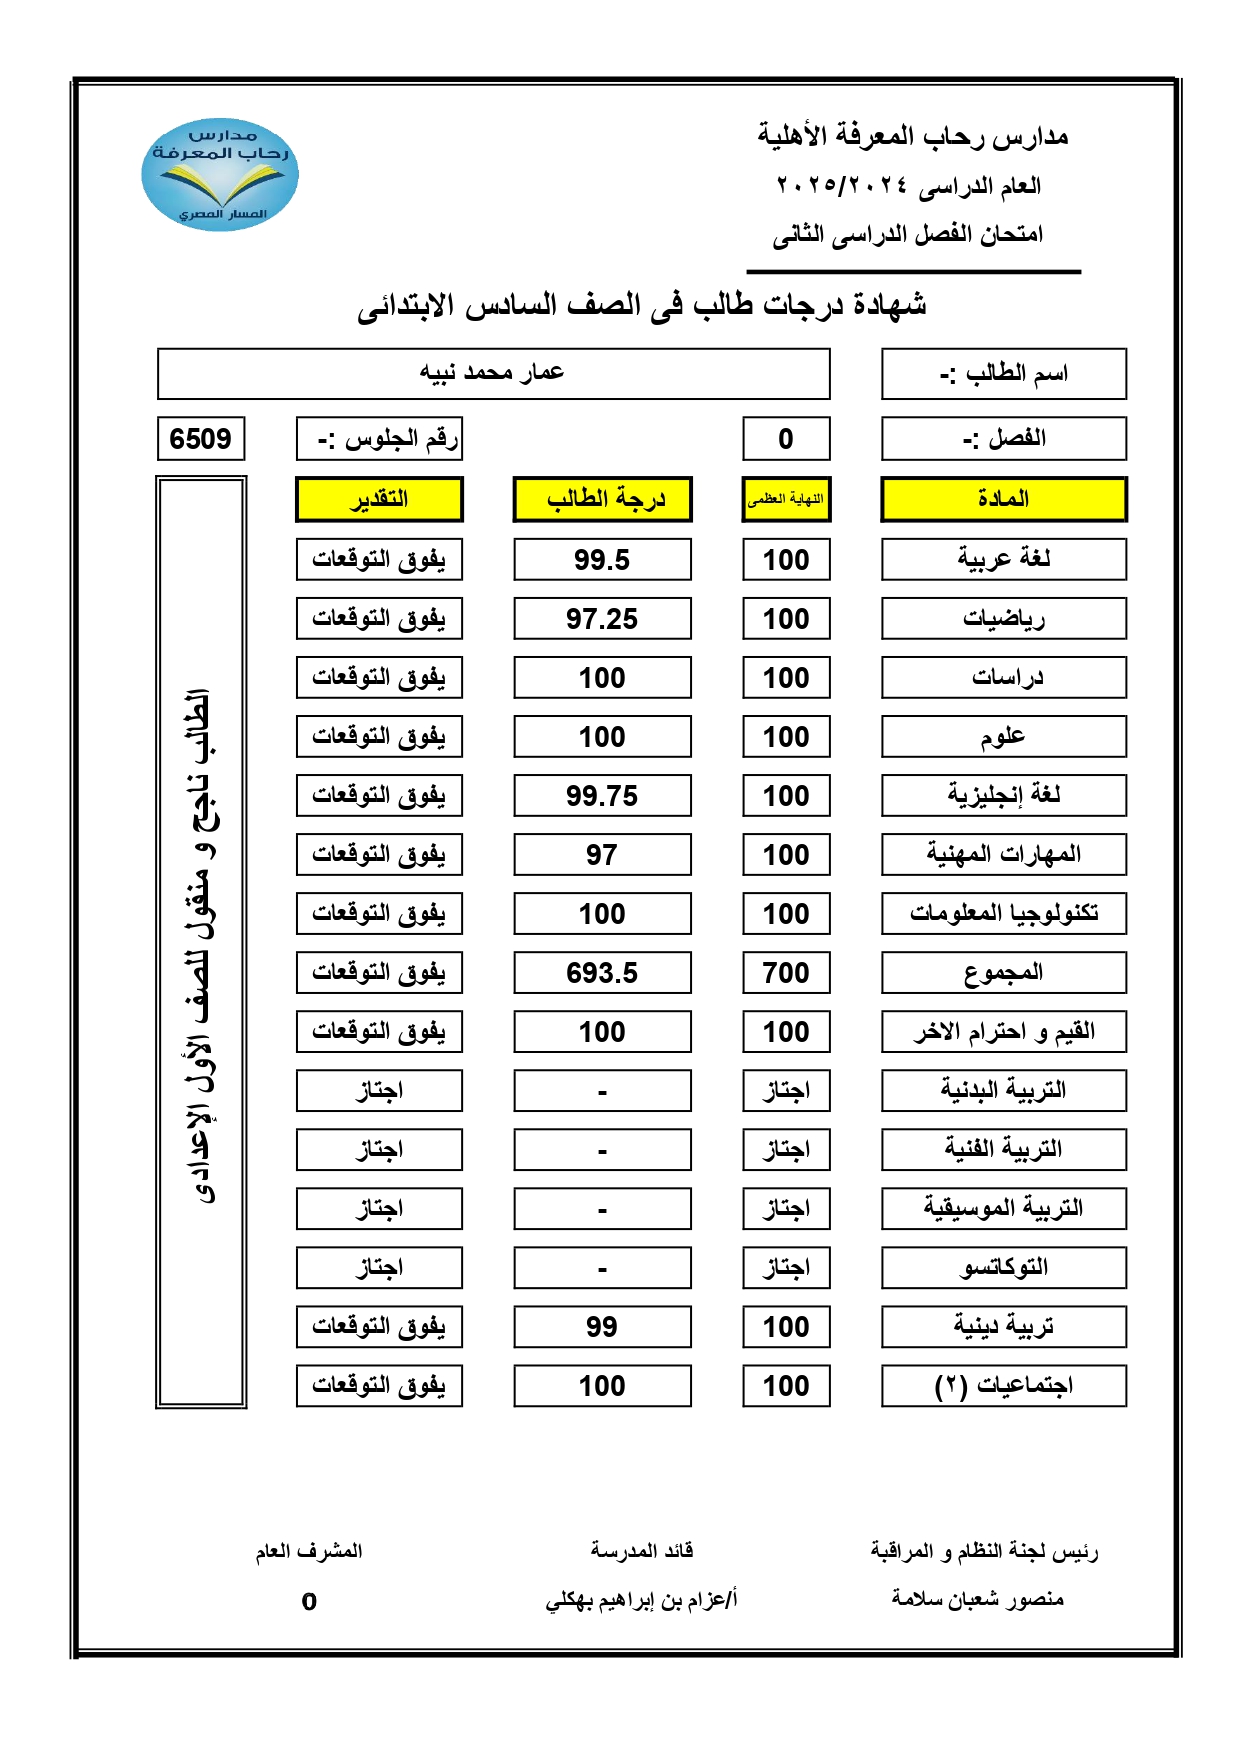 مدارس رحاب المعرفة الأهلية
العام الدراسى ٢٠٢٥/٢٠٢٤
امتحان الفصل الدراسى الثانى
مدارس
رحاب المعرفة
المسار المصري
شهادة درجات طالب فى الصف السادس الابتدائى
اسم الطالب :- عمار محمد نبيه
الفصل :- 0 رقم الجلوس :- 6509
المادة النهاية العظمى درجة الطالب التقدير
لغة عربية 100 99.5 يفوق التوقعات
رياضيات 100 97.25 يفوق التوقعات
دراسات 100 100 يفوق التوقعات
علوم 100 100 يفوق التوقعات
لغة إنجليزية 100 99.75 يفوق التوقعات
المهارات المهنية 100 97 يفوق التوقعات
تكنولوجيا المعلومات 100 100 يفوق التوقعات
المجموع 700 693.5 يفوق التوقعات
القيم و احترام الاخر 100 100 يفوق التوقعات
التربية البدنية اجتاز - اجتاز
التربية الفنية اجتاز - اجتاز
التربية الموسيقية اجتاز - اجتاز
التوكاتسو اجتاز - اجتاز
تربية دينية 100 99 يفوق التوقعات
اجتماعيات (٢) 100 100 يفوق التوقعات
الطالب ناجح و منقول للصف الأول الإعدادى
رئيس لجنة النظام و المراقبة قائد المدرسة المشرف العام
منصور شعبان سلامة أ/عزام بن إبراهيم بهكلي 0